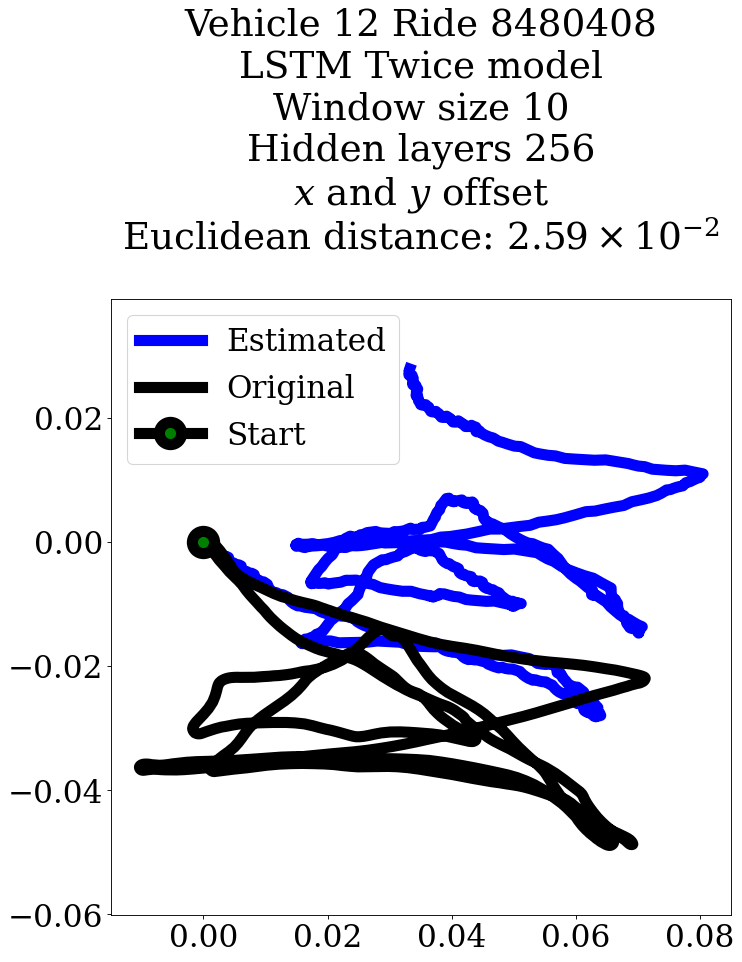 Vehicle 12 Ride 8480408
LSTM Twice model
Window size 10
Hidden layers 256
x and y offset
Euclidean distance: 2.59 × 10⁻²
Estimated
Original
Start
0.02
0.00
−0.02
−0.04
−0.06
0.00 0.02 0.04 0.06 0.08